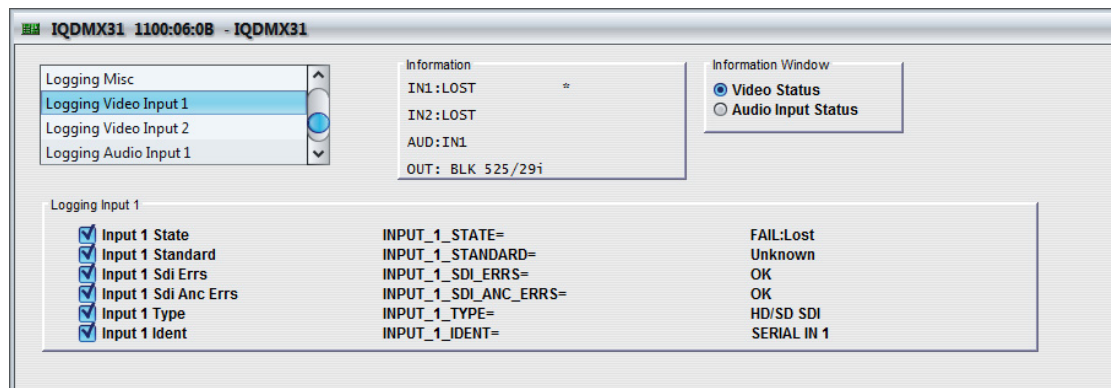 IQDMX31 1100:06:0B - IQDMX31
Logging Misc
Logging Video Input 1
Logging Video Input 2
Logging Audio Input 1
Information
IN1:LOST *
IN2:LOST
AUD:IN1
OUT: BLK 525/29i
Information Window
Video Status
Audio Input Status
Logging Input 1
Input 1 State INPUT_1_STATE= FAIL:Lost
Input 1 Standard INPUT_1_STANDARD= Unknown
Input 1 Sdi Errs INPUT_1_SDI_ERRS= OK
Input 1 Sdi Anc Errs INPUT_1_SDI_ANC_ERRS= OK
Input 1 Type INPUT_1_TYPE= HD/SD SDI
Input 1 Ident INPUT_1_IDENT= SERIAL IN 1